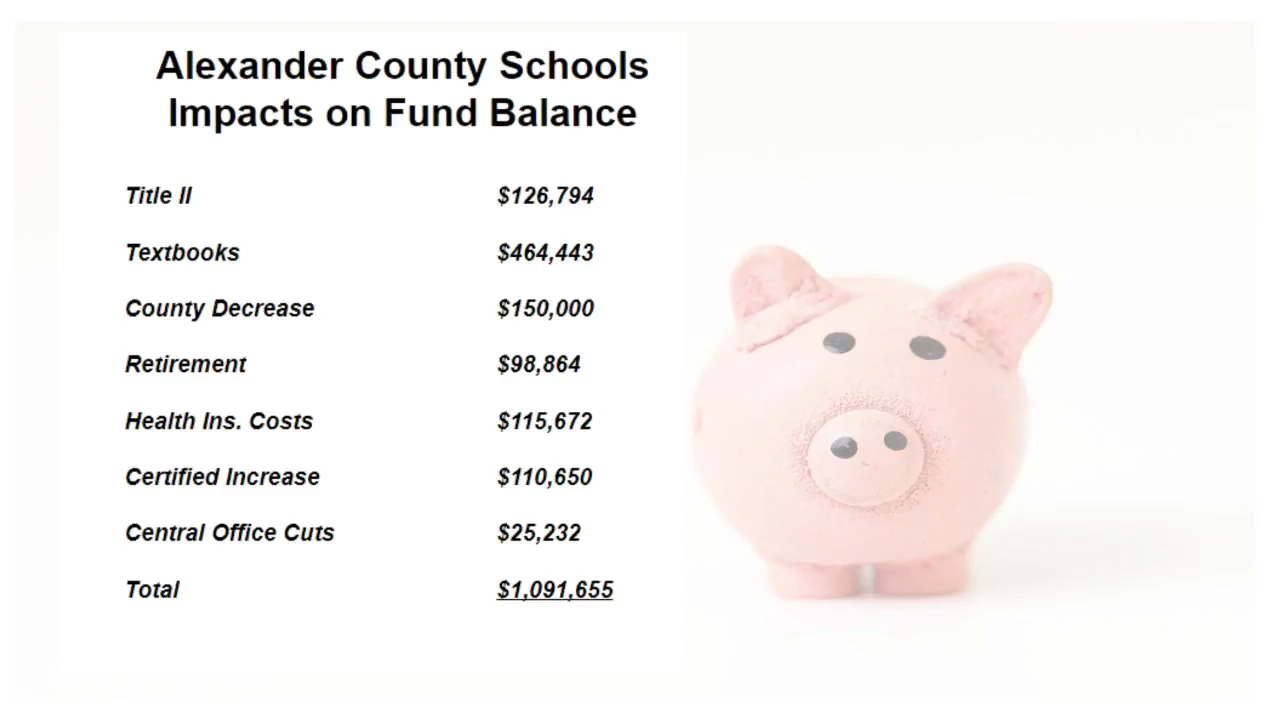 Alexander County Schools
Impacts on Fund Balance
Title II $126,794
Textbooks $464,443
County Decrease $150,000
Retirement $98,864
Health Ins. Costs $115,672
Certified Increase $110,650
Central Office Cuts $25,232
Total $1,091,655